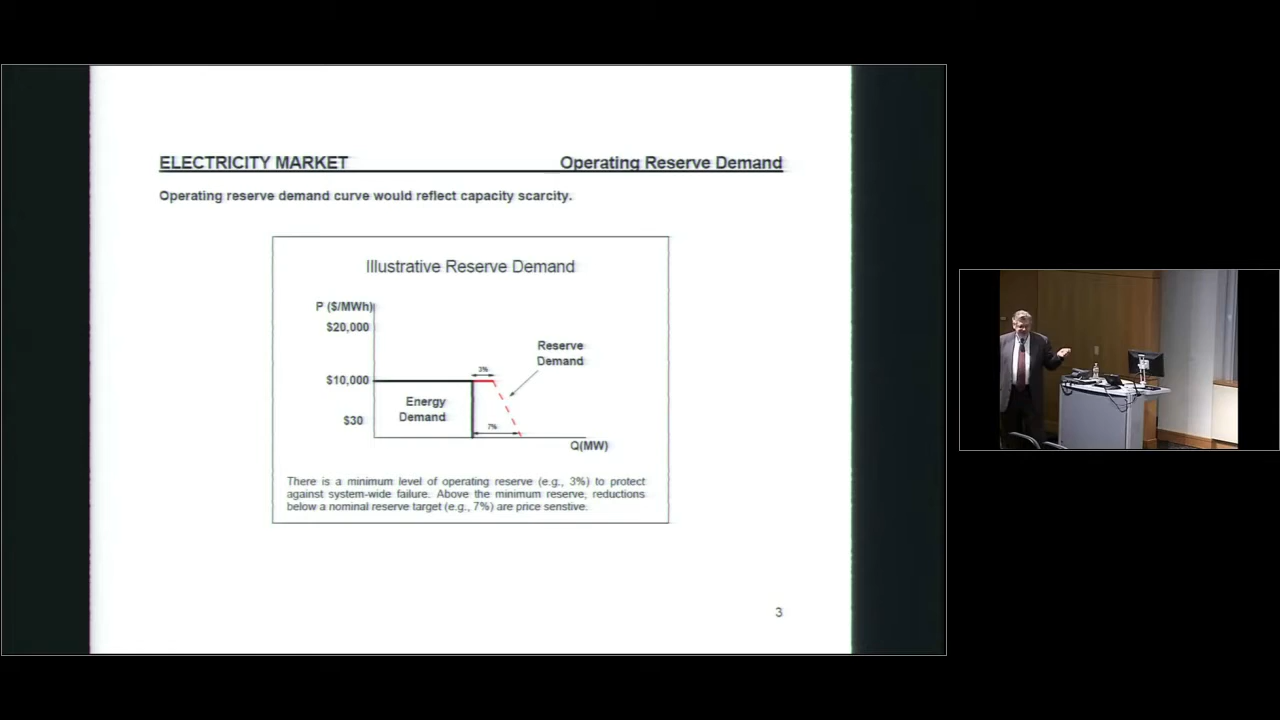 ELECTRICITY MARKET Operating Reserve Demand
Operating reserve demand curve would reflect capacity scarcity.
Illustrative Reserve Demand
P ($/MWh)
$20,000
Reserve
Demand
3%
$10,000
Energy
Demand
$30
7%
Q(MW)
There is a minimum level of operating reserve (e.g., 3%) to protect
against system-wide failure. Above the minimum reserve, reductions
below a nominal reserve target (e.g., 7%) are price senstive.
3